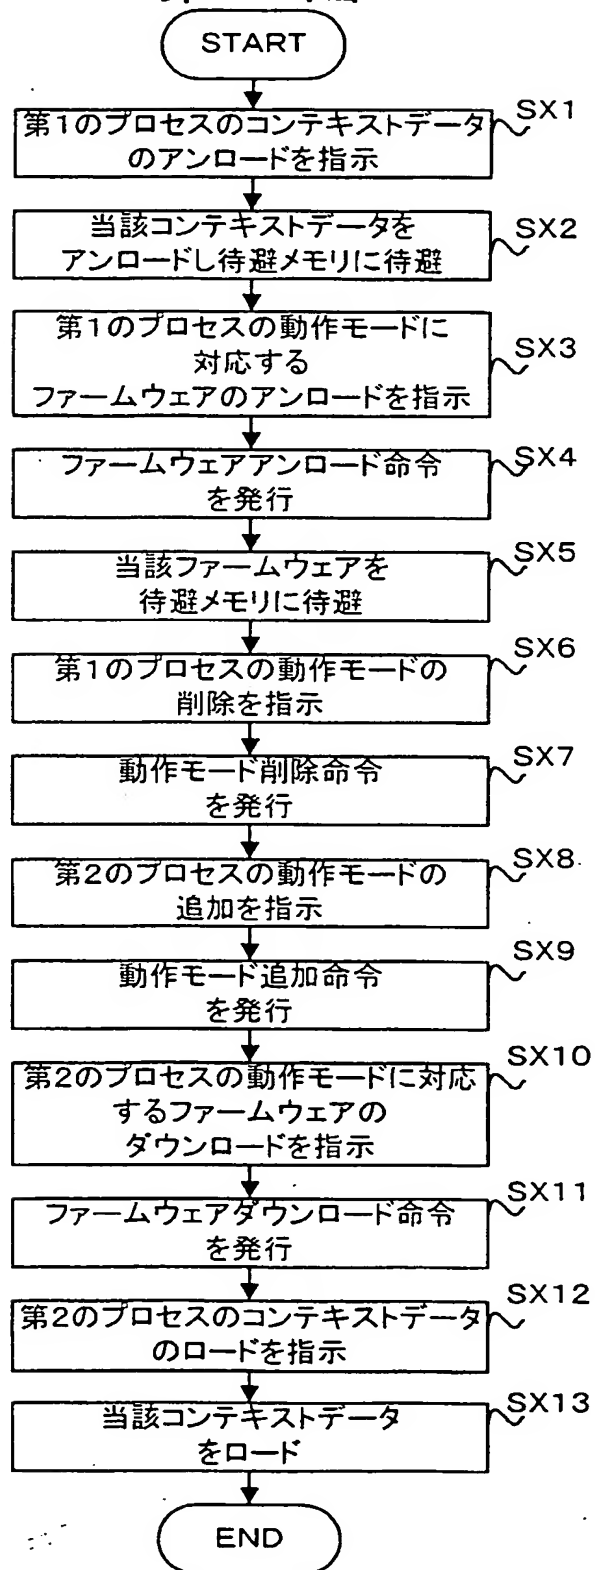 START
SX1
第1のプロセスのコンテキストデータ
のアンロードを指示
SX2
当該コンテキストデータを
アンロードし待避メモリに待避
SX3
第1のプロセスの動作モードに
対応する
ファームウェアのアンロードを指示
SX4
ファームウェアアンロード命令
を発行
SX5
当該ファームウェアを
待避メモリに待避
SX6
第1のプロセスの動作モードの
削除を指示
SX7
動作モード削除命令
を発行
SX8
第2のプロセスの動作モードの
追加を指示
SX9
動作モード追加命令
を発行
SX10
第2のプロセスの動作モードに対応
するファームウェアの
ダウンロードを指示
SX11
ファームウェアダウンロード命令
を発行
SX12
第2のプロセスのコンテキストデータ
のロードを指示
SX13
当該コンテキストデータ
をロード
END